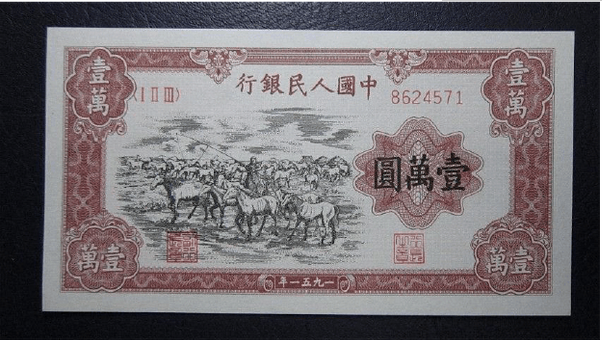 壹萬
壹萬
中國人民銀行
〈I II III〉
8624571
壹萬圓
壹萬
壹萬
一九五一年